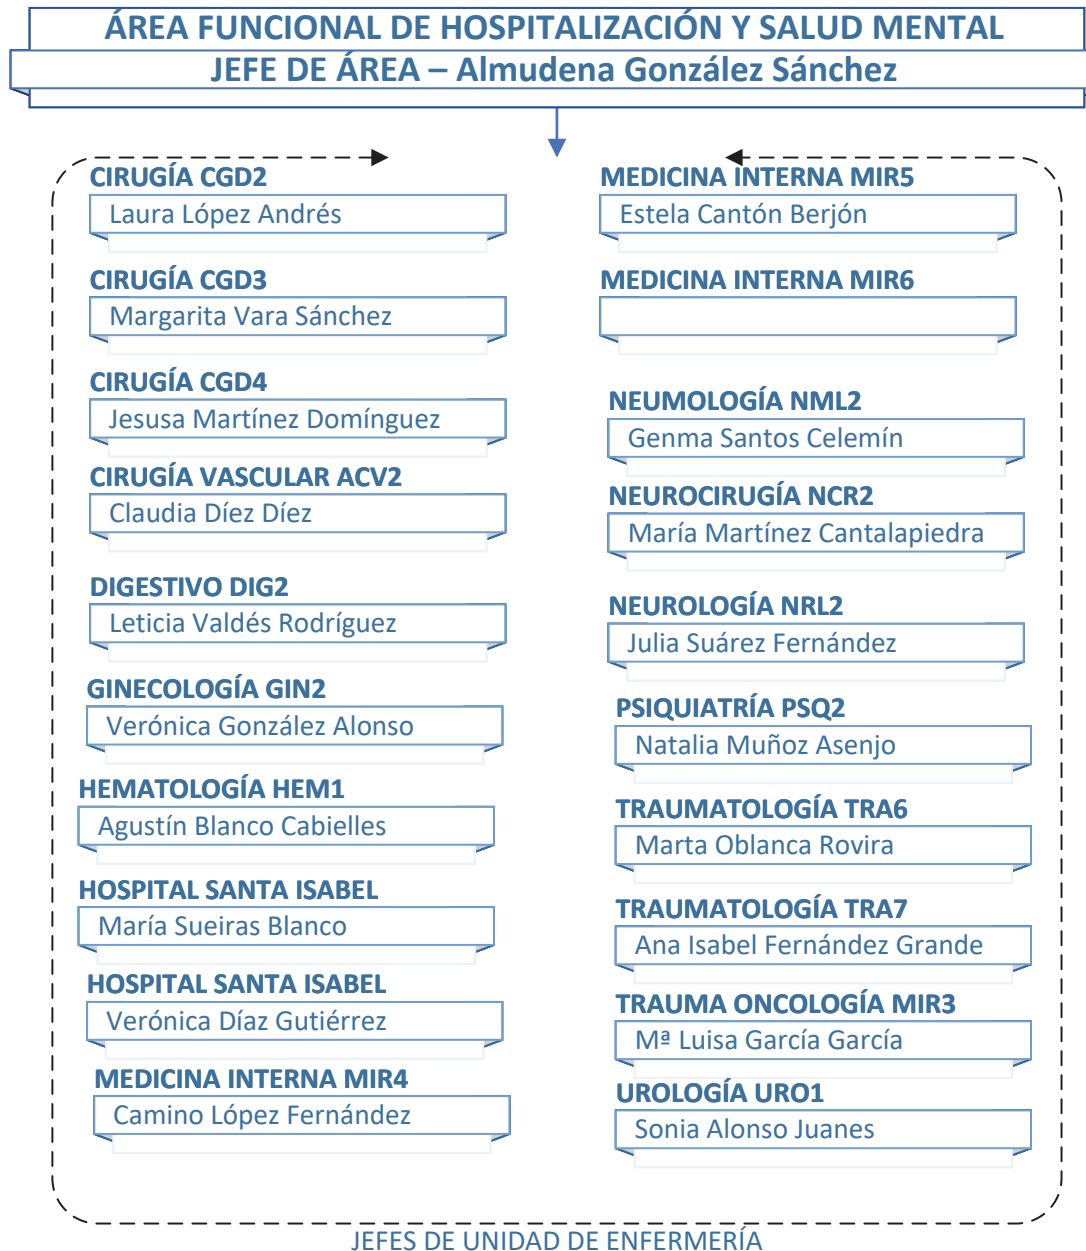 ÁREA FUNCIONAL DE HOSPITALIZACIÓN Y SALUD MENTAL
JEFE DE ÁREA – Almudena González Sánchez
CIRUGÍA CGD2
Laura López Andrés
CIRUGÍA CGD3
Margarita Vara Sánchez
CIRUGÍA CGD4
Jesusa Martínez Domínguez
CIRUGÍA VASCULAR ACV2
Claudia Díez Díez
DIGESTIVO DIG2
Leticia Valdés Rodríguez
GINECOLOGÍA GIN2
Verónica González Alonso
HEMATOLOGÍA HEM1
Agustín Blanco Cabielles
HOSPITAL SANTA ISABEL
María Sueiras Blanco
HOSPITAL SANTA ISABEL
Verónica Díaz Gutiérrez
MEDICINA INTERNA MIR4
Camino López Fernández
MEDICINA INTERNA MIR5
Estela Cantón Berjón
MEDICINA INTERNA MIR6
NEUMOLOGÍA NML2
Genma Santos Celemín
NEUROCIRUGÍA NCR2
María Martínez Cantalapiedra
NEUROLOGÍA NRL2
Julia Suárez Fernández
PSIQUIATRÍA PSQ2
Natalia Muñoz Asenjo
TRAUMATOLOGÍA TRA6
Marta Oblanca Rovira
TRAUMATOLOGÍA TRA7
Ana Isabel Fernández Grande
TRAUMA ONCOLOGÍA MIR3
Mª Luisa García García
UROLOGÍA URO1
Sonia Alonso Juanes
JEFES DE UNIDAD DE ENFERMERÍA